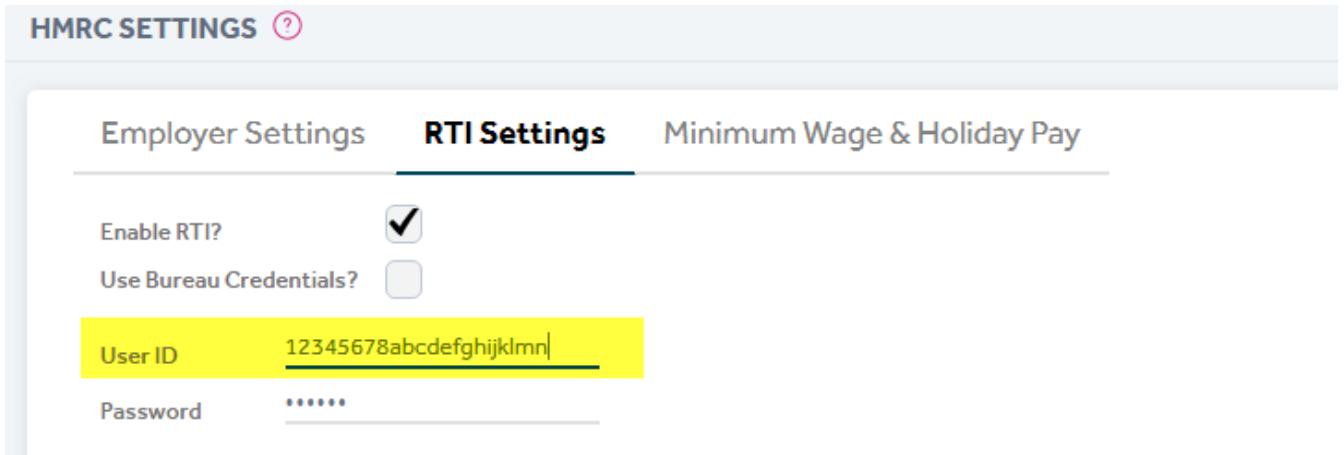 HMRC SETTINGS ?
Employer Settings RTI Settings Minimum Wage & Holiday Pay
Enable RTI?
Use Bureau Credentials?
User ID 12345678abcdefghijklmn
Password ••••••